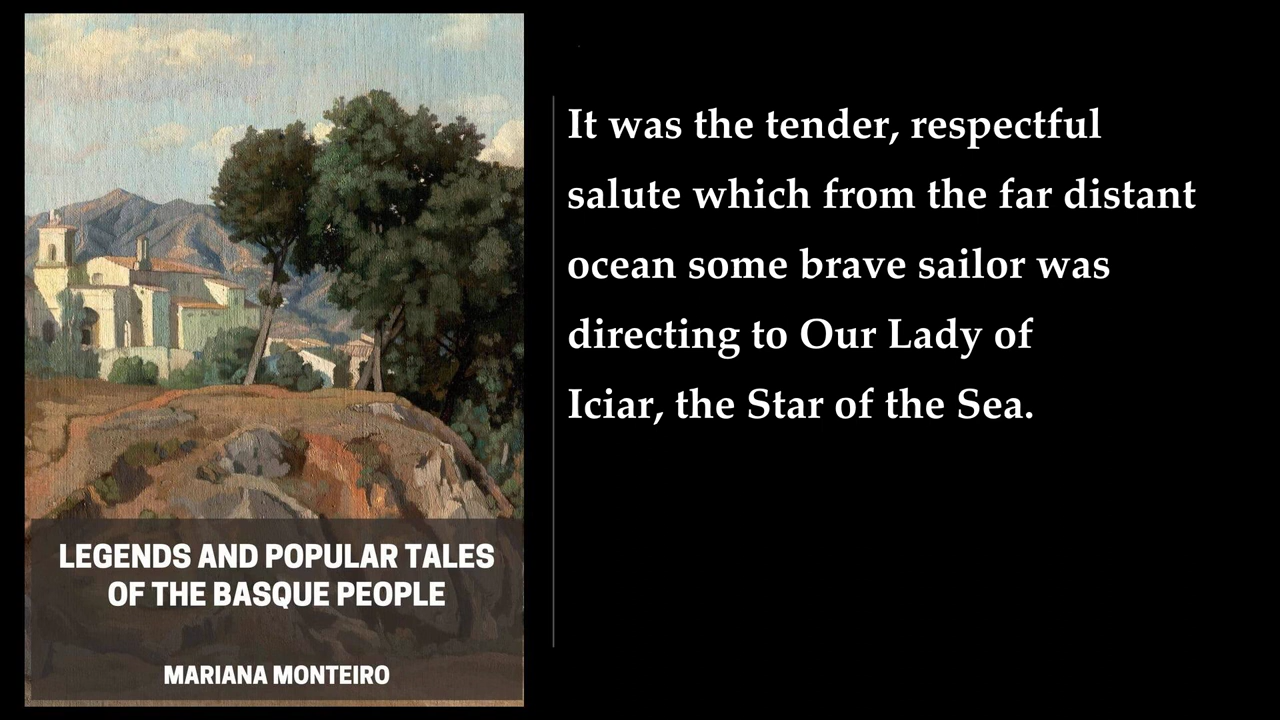 It was the tender, respectful
salute which from the far distant
ocean some brave sailor was
directing to Our Lady of
Iciar, the Star of the Sea.
LEGENDS AND POPULAR TALES
OF THE BASQUE PEOPLE
MARIANA MONTEIRO